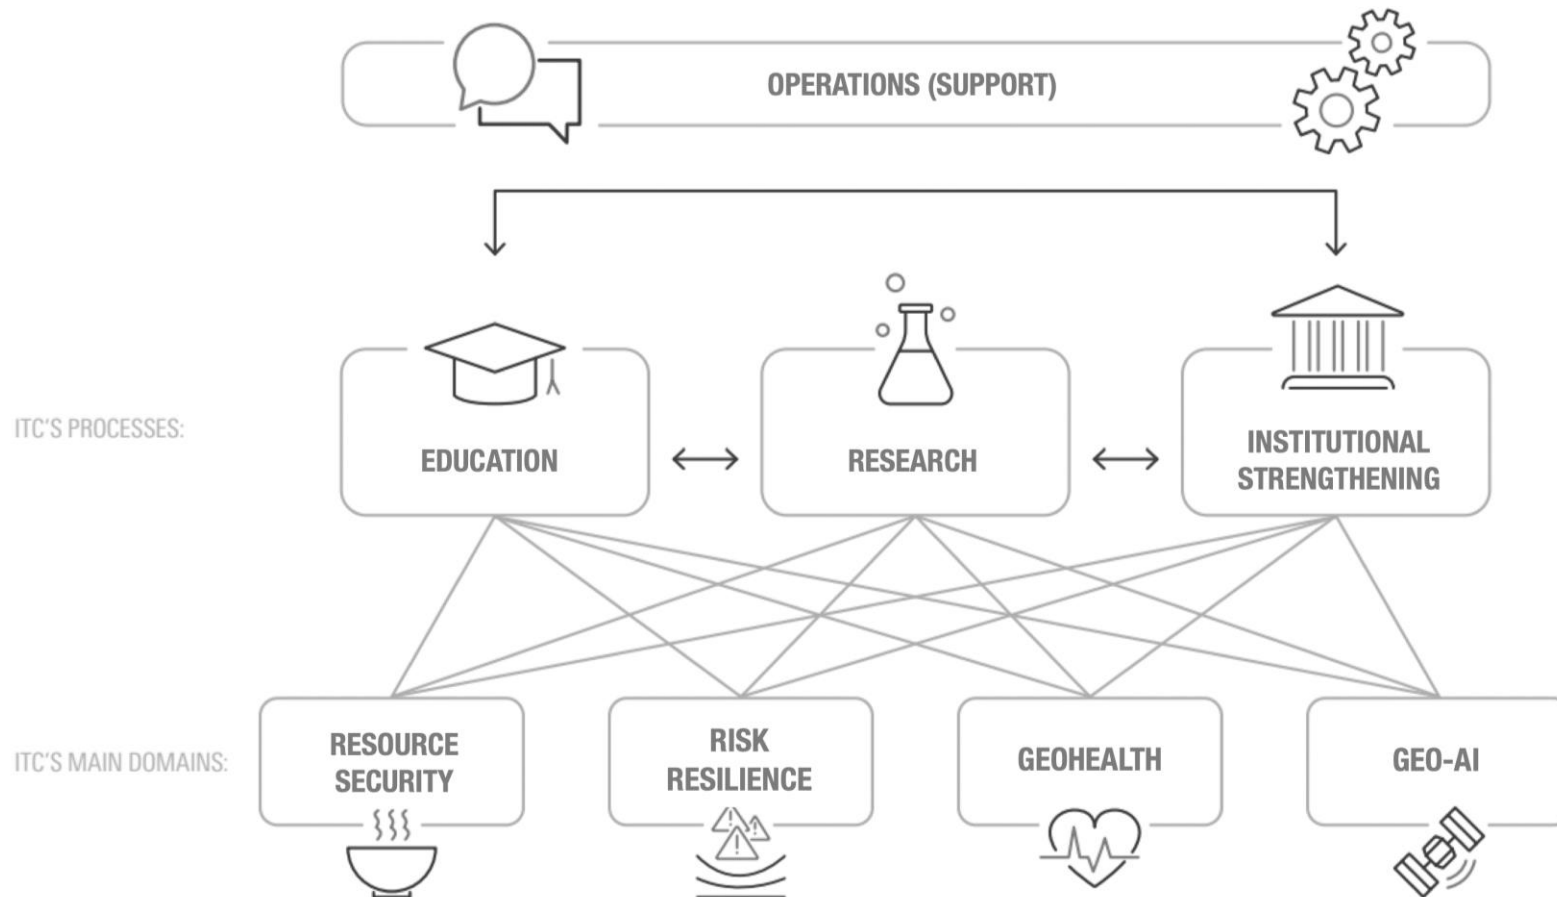 OPERATIONS (SUPPORT)
ITC'S PROCESSES:
EDUCATION
RESEARCH
INSTITUTIONAL
STRENGTHENING
ITC'S MAIN DOMAINS:
RESOURCE
SECURITY
RISK
RESILIENCE
GEOHEALTH
GEO-AI